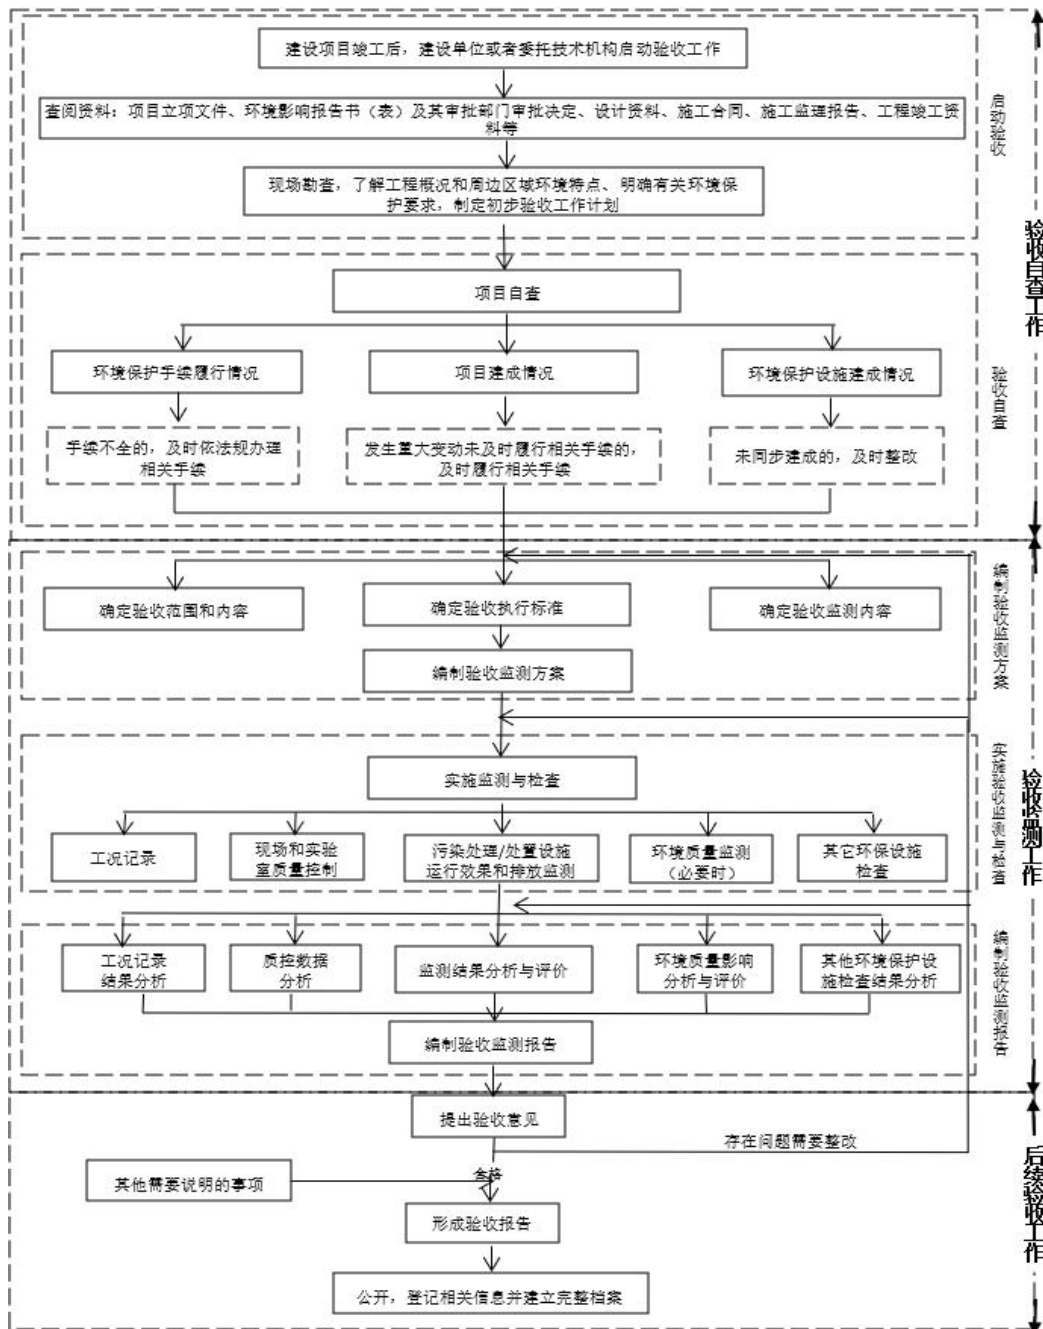 建设项目竣工后，建设单位或者委托技术机构启动验收工作
查阅资料：项目立项文件、环境影响报告书（表）及其审批部门审批决定、设计资料、施工合同、施工监理报告、工程竣工资
料等
现场勘查，了解工程概况和周边区域环境特点、明确有关环境保
护要求，制定初步验收工作计划
启动验收
项目自查
环境保护手续履行情况
项目建成情况
环境保护设施建成情况
手续不全的，及时依法规办理
相关手续
发生重大变动未及时履行相关手续的，
及时履行相关手续
未同步建成的，及时整改
验收自查
验收自查工作
确定验收范围和内容
确定验收执行标准
确定验收监测内容
编制验收监测方案
编制验收监测方案
实施监测与检查
工况记录
现场和实验
室质量控制
污染处理/处置设施
运行效果和排放监测
环境质量监测
（必要时）
其它环保设施
检查
实施验收监测与检查
工况记录
结果分析
质控数据
分析
监测结果分析与评价
环境质量影响
分析与评价
其他环境保护设
施检查结果分析
编制验收监测报告
编制验收监测报告
验收监测工作
提出验收意见
存在问题需要整改
合格
其他需要说明的事项
形成验收报告
公开，登记相关信息并建立完整档案
后续验收工作